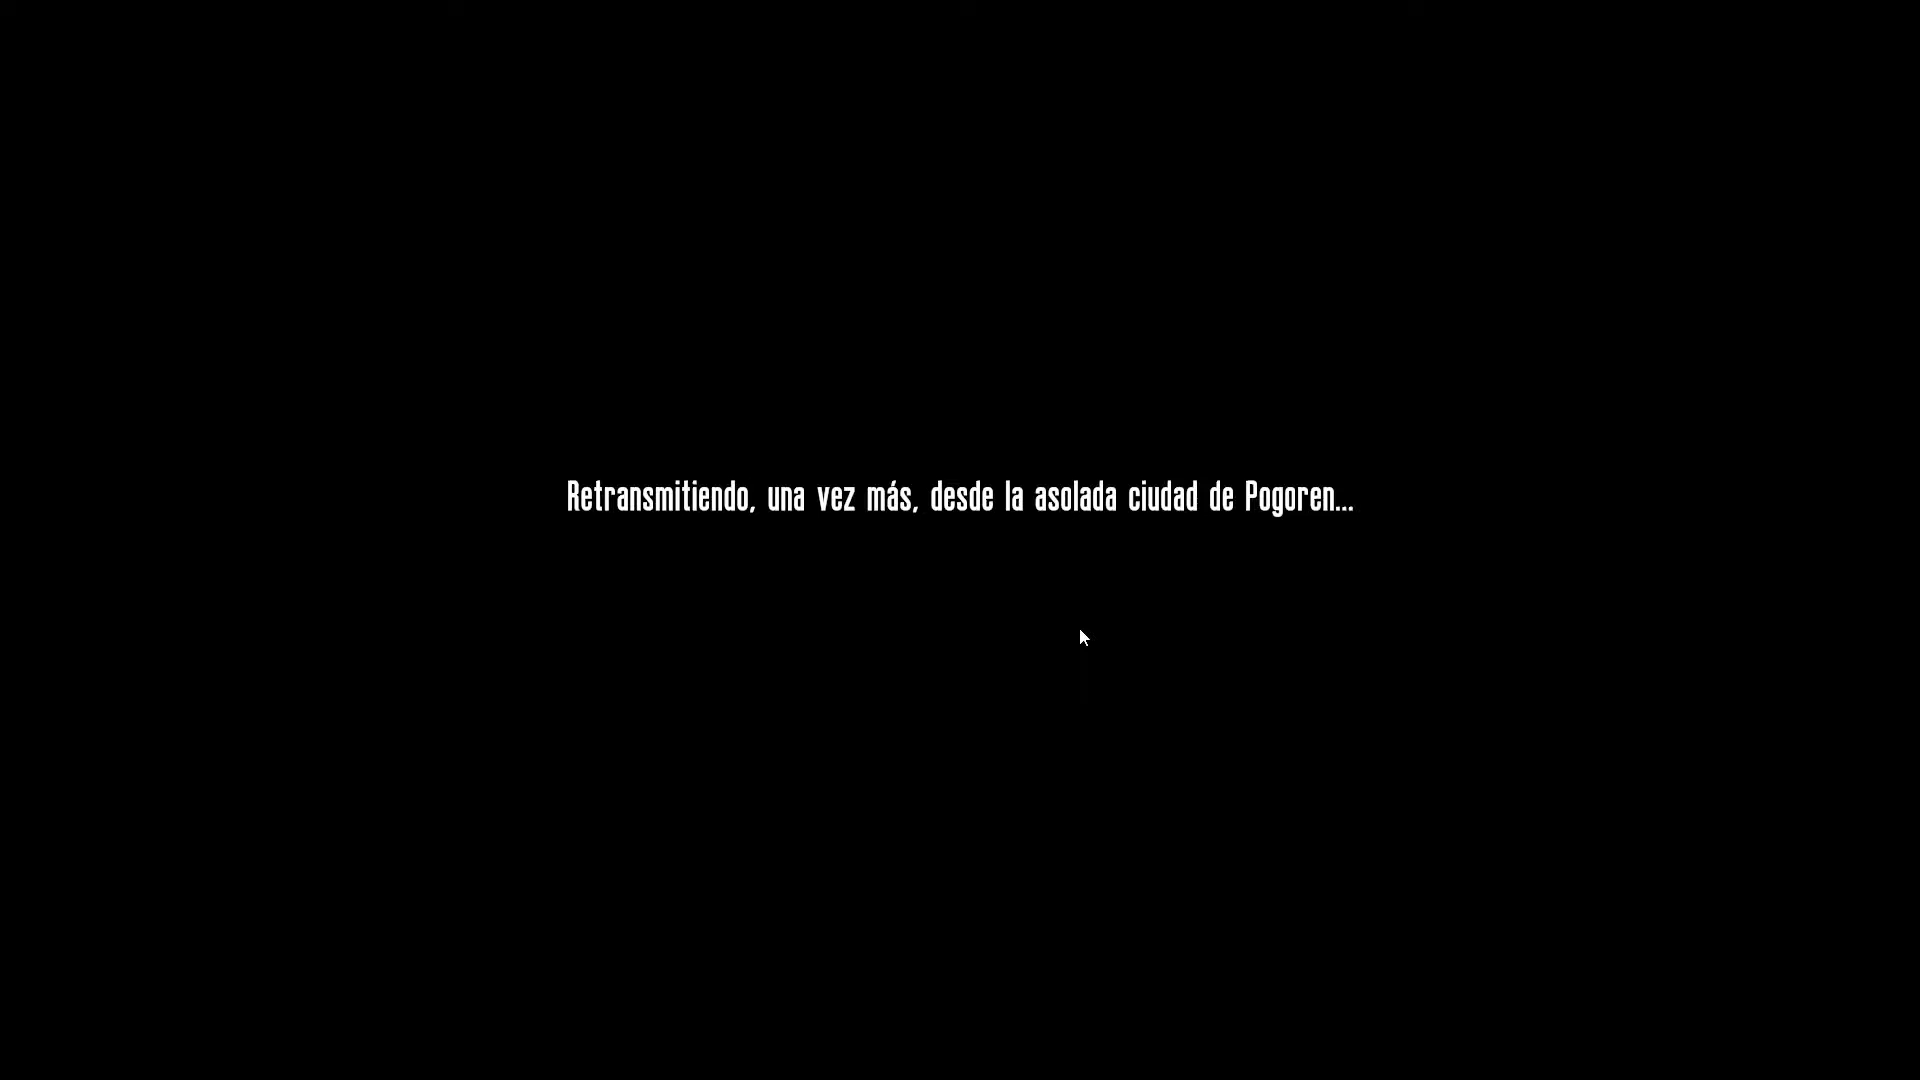 Retransmitiendo, una vez más, desde la asolada ciudad de Pogoren...